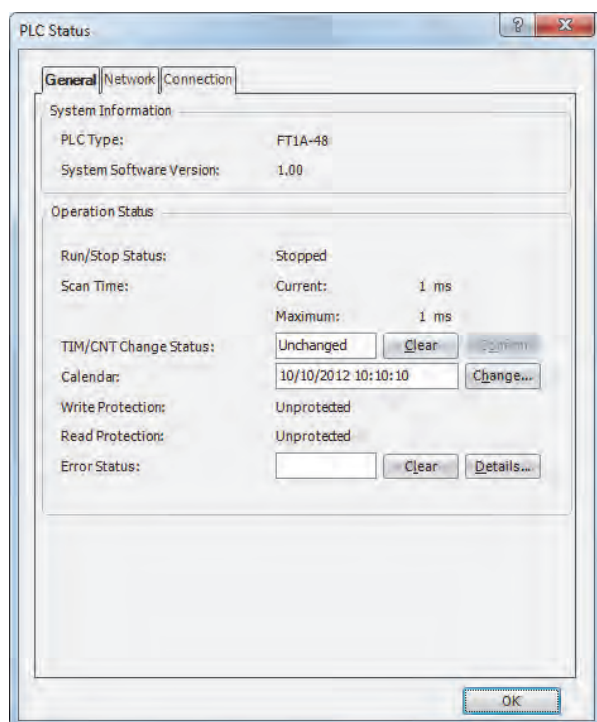 PLC Status
General Network Connection
System Information
PLC Type: FT1A-48
System Software Version: 1.00
Operation Status
Run/Stop Status: Stopped
Scan Time: Current: 1 ms
Maximum: 1 ms
TIM/CNT Change Status: Unchanged Clear Confirm
Calendar: 10/10/2012 10:10:10 Change...
Write Protection: Unprotected
Read Protection: Unprotected
Error Status: Clear Details...
OK